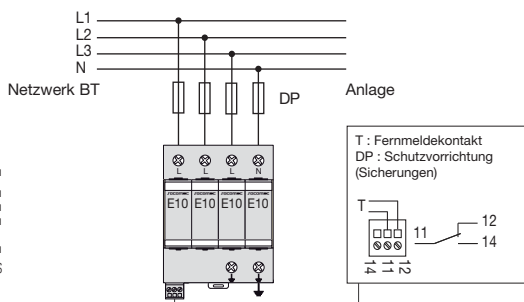 L1
L2
L3
N
Netzwerk BT
DP
Anlage
L L L N
E10 E10 E10 E10
T : Fernmeldekontakt
DP : Schutzvorrichtung
(Sicherungen)
T
11
12
14
14 11 12